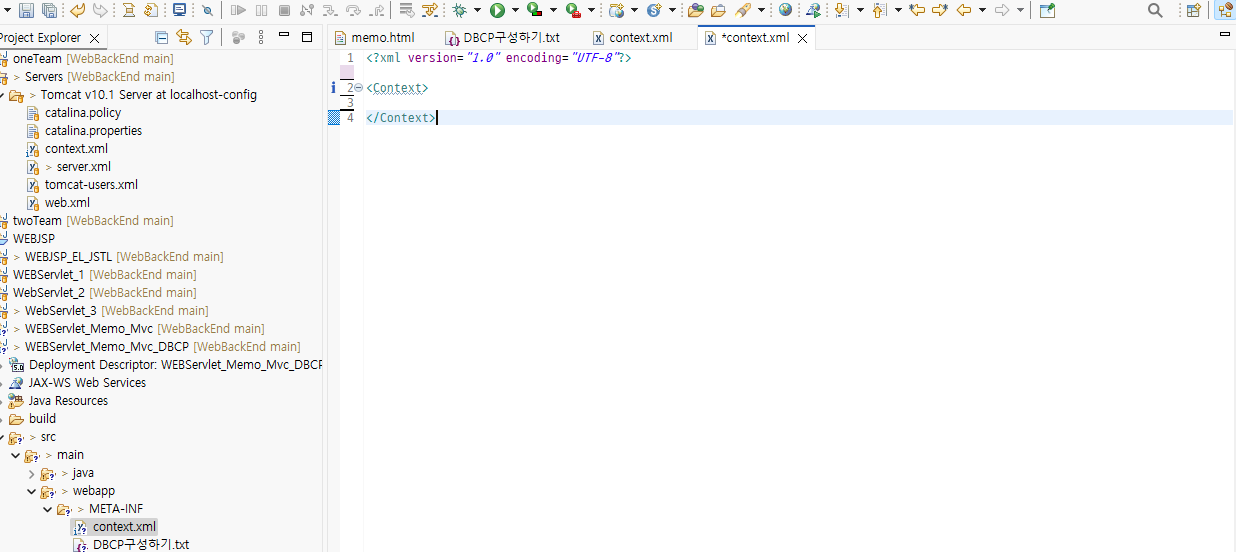 Project Explorer
memo.html
DBCP구성하기.txt
context.xml
*context.xml
oneTeam [WebBackEnd main]
> Servers [WebBackEnd main]
> Tomcat v10.1 Server at localhost-config
catalina.policy
catalina.properties
context.xml
> server.xml
tomcat-users.xml
web.xml
twoTeam [WebBackEnd main]
WEBJSP
> WEBJSP_EL_JSTL [WebBackEnd main]
WEBServlet_1 [WebBackEnd main]
WebServlet_2 [WebBackEnd main]
> WebServlet_3 [WebBackEnd main]
> WEBServlet_Memo_Mvc [WebBackEnd main]
> WEBServlet_Memo_Mvc_DBCP [WebBackEnd main]
Deployment Descriptor: WEBServlet_Memo_Mvc_DBCP
JAX-WS Web Services
Java Resources
build
> src
> main
> java
> webapp
> META-INF
context.xml
DBCP구성하기.txt
1 <?xml version="1.0" encoding="UTF-8"?>
2 <Context>
3
4 </Context>